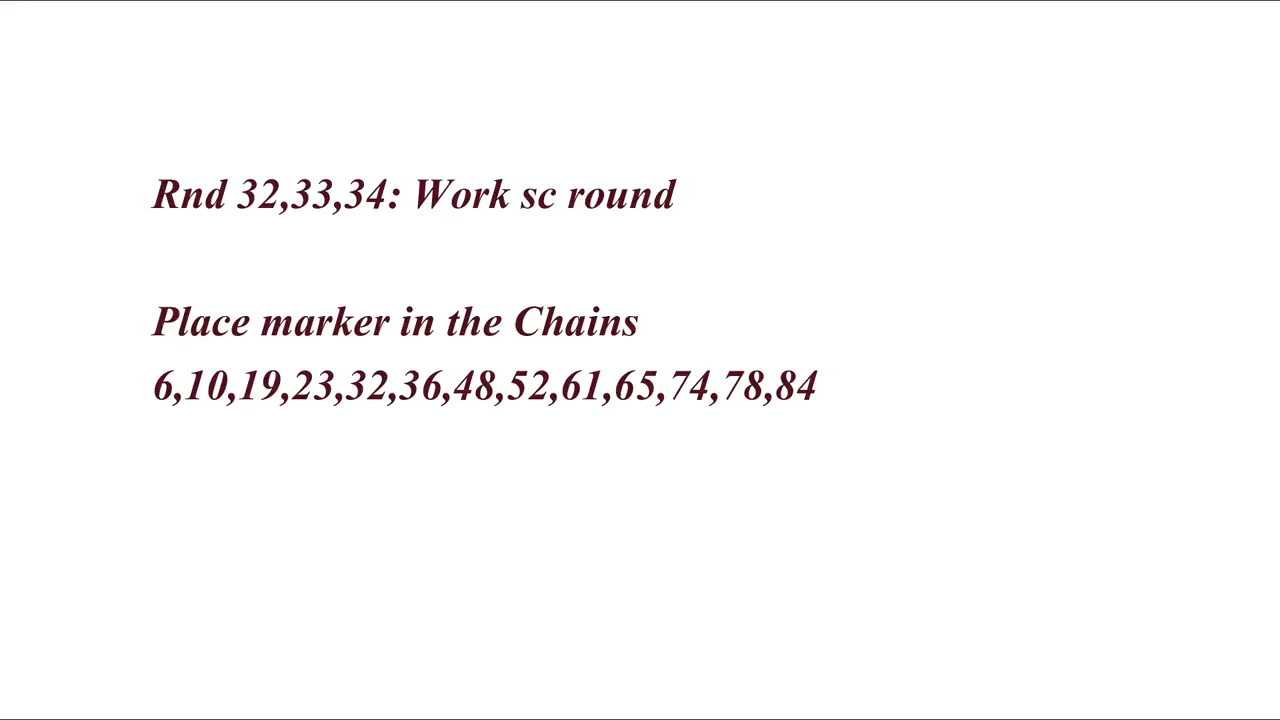 Rnd 32,33,34: Work sc round
Place marker in the Chains
6,10,19,23,32,36,48,52,61,65,74,78,84